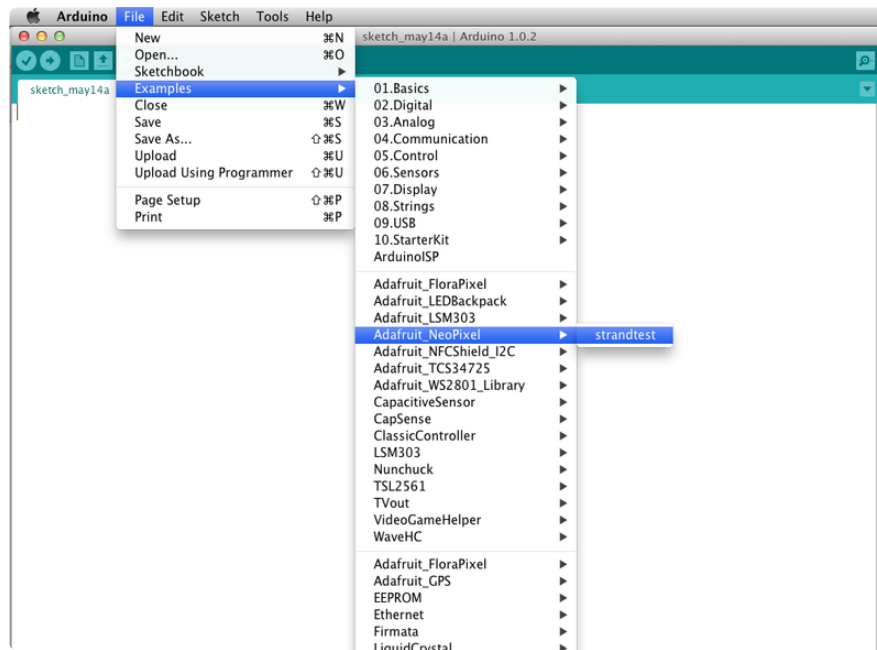 Arduino File Edit Sketch Tools Help
sketch_may14a | Arduino 1.0.2
sketch_may14a
New ⌘N
Open... ⌘O
Sketchbook ▶
Examples ▶
Close ⌘W
Save ⌘S
Save As... ⇧⌘S
Upload ⌘U
Upload Using Programmer ⇧⌘U
Page Setup ⇧⌘P
Print ⌘P
01.Basics ▶
02.Digital ▶
03.Analog ▶
04.Communication ▶
05.Control ▶
06.Sensors ▶
07.Display ▶
08.Strings ▶
09.USB ▶
10.StarterKit ▶
ArduinoISP
Adafruit_FloraPixel ▶
Adafruit_LEDBackpack ▶
Adafruit_LSM303 ▶
Adafruit_NeoPixel ▶
strandtest
Adafruit_NFCShield_I2C ▶
Adafruit_TCS34725 ▶
Adafruit_WS2801_Library ▶
CapacitiveSensor ▶
CapSense ▶
ClassicController ▶
LSM303 ▶
Nunchuck ▶
TSL2561 ▶
TVout ▶
VideoGameHelper ▶
WaveHC ▶
Adafruit_FloraPixel ▶
Adafruit_GPS ▶
EEPROM ▶
Ethernet ▶
Firmata ▶
LiquidCrystal ▶